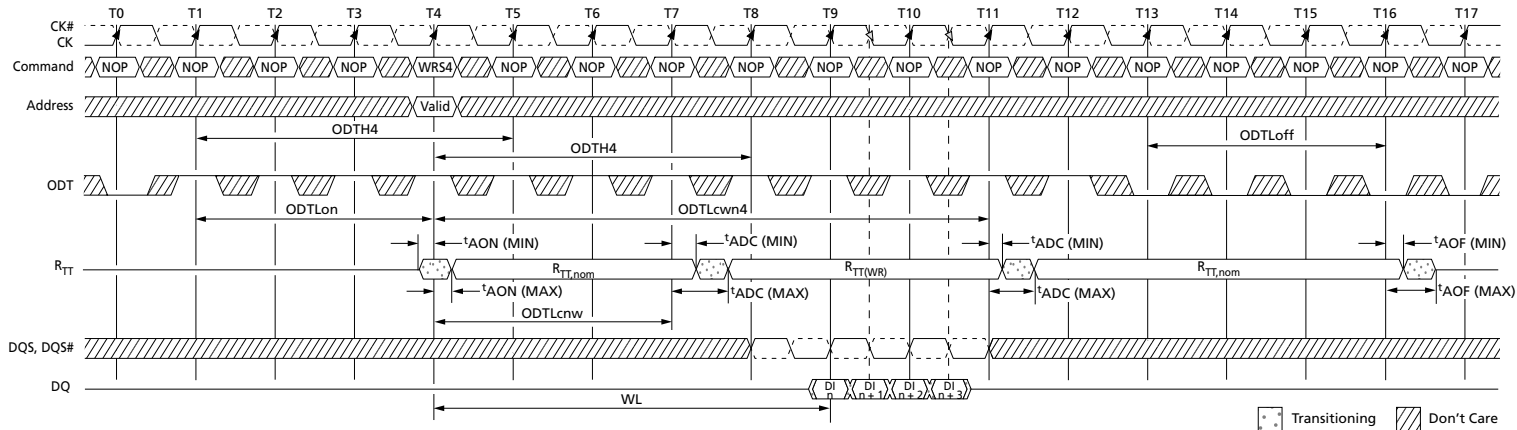 T0 T1 T2 T3 T4 T5 T6 T7 T8 T9 T10 T11 T12 T13 T14 T15 T16 T17
CK#
CK
Command NOP NOP NOP NOP WRS4 NOP NOP NOP NOP NOP NOP NOP NOP NOP NOP NOP NOP NOP
Address Valid
ODTH4 ODTLoff
ODTH4
ODT
ODTLon ODTLcwn4
tAON (MIN) tADC (MIN) tADC (MIN) tAOF (MIN)
RTT RTT,nom RTT(WR) RTT,nom
tAON (MAX) tADC (MAX) tADC (MAX) tAOF (MAX)
ODTLcnw
DQS, DQS#
DQ DI n DI n + 1 DI n + 2 DI n + 3
WL
Transitioning Don't Care